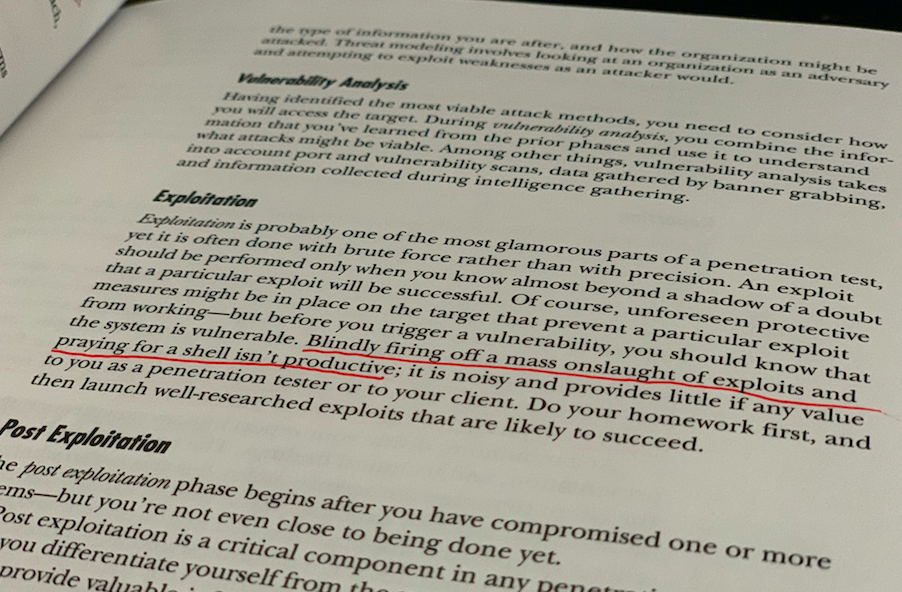 ch,
ms
the type of information you are after, and how the organization might be
attacked. Threat modeling involves looking at an organization as an adversary
and attempting to exploit weaknesses as an attacker would.
Vulnerability Analysis
Having identified the most viable attack methods, you need to consider how
you will access the target. During vulnerability analysis, you combine the infor-
mation that you've learned from the prior phases and use it to understand
what attacks might be viable. Among other things, vulnerability analysis takes
into account port and vulnerability scans, data gathered by banner grabbing,
and information collected during intelligence gathering.
Exploitation
Exploitation is probably one of the most glamorous parts of a penetration test,
yet it is often done with brute force rather than with precision. An exploit
should be performed only when you know almost beyond a shadow of a doubt
that a particular exploit will be successful. Of course, unforeseen protective
measures might be in place on the target that prevent a particular exploit
from working—but before you trigger a vulnerability, you should know that
the system is vulnerable. Blindly firing off a mass onslaught of exploits and
praying for a shell isn't productive; it is noisy and provides little if any value
to you as a penetration tester or to your client. Do your homework first, and
then launch well-researched exploits that are likely to succeed.
Post Exploitation
he post exploitation phase begins after you have compromised one or more
ems—but you're not even close to being done yet.
Post exploitation is a critical component in any penetra
you differentiate yourself from the
provide valuable